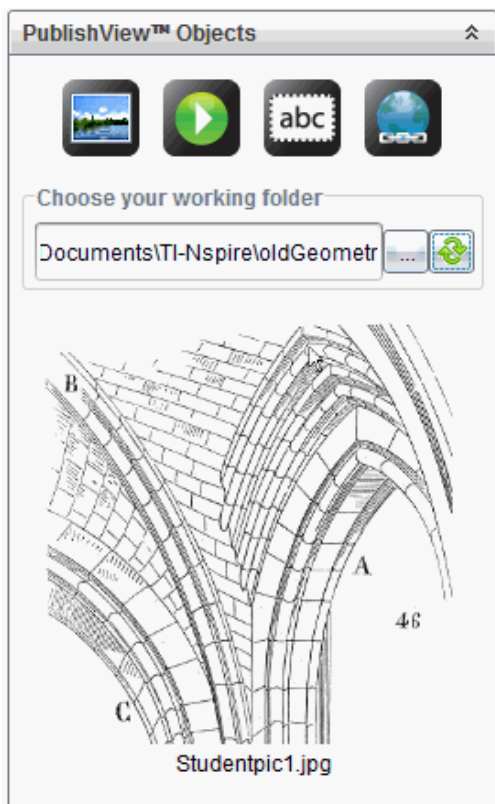 PublishView™ Objects
abc
Choose your working folder
Documents\TI-Nspire\oldGeometr
...
B
A
46
C
Studentpic1.jpg